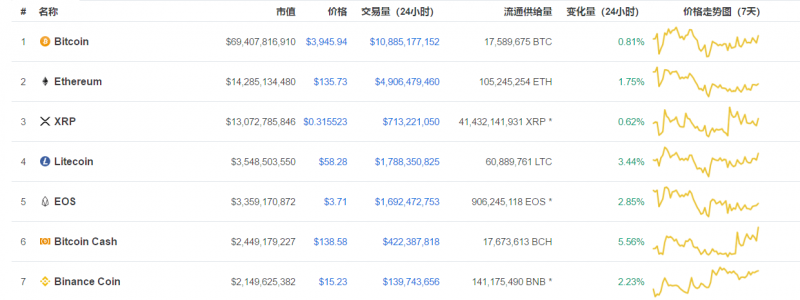 # 名称 市值 价格 交易量（24小时） 流通供给量 变化量（24小时） 价格走势图（7天）
1 Bitcoin $69,407,816,910 $3,945.94 $10,885,177,152 17,589,675 BTC 0.81%
2 Ethereum $14,285,134,480 $135.73 $4,906,479,460 105,245,254 ETH 1.75%
3 XRP $13,072,785,846 $0.315523 $713,221,050 41,432,141,931 XRP * 0.62%
4 Litecoin $3,548,503,550 $58.28 $1,788,350,825 60,889,761 LTC 3.44%
5 EOS $3,359,170,872 $3.71 $1,692,472,753 906,245,118 EOS * 2.85%
6 Bitcoin Cash $2,449,179,227 $138.58 $422,387,818 17,673,613 BCH 5.56%
7 Binance Coin $2,149,625,382 $15.23 $139,743,656 141,175,490 BNB * 2.23%